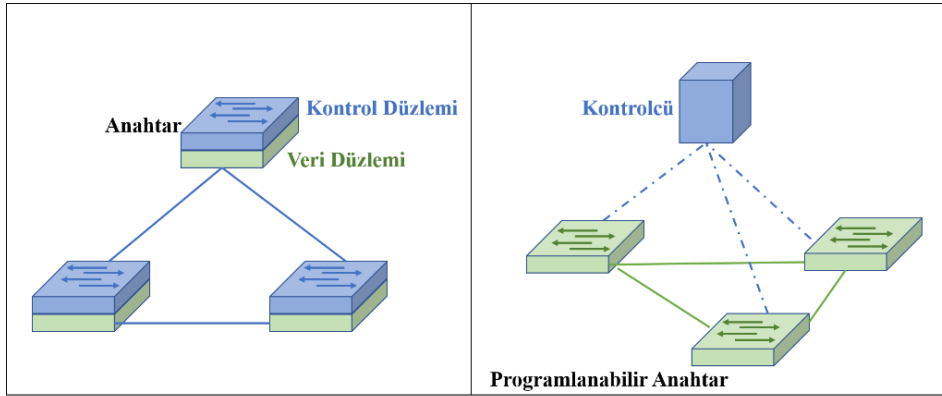 Anahtar
Kontrol Düzlemi
Veri Düzlemi
Kontrolcü
Programlanabilir Anahtar